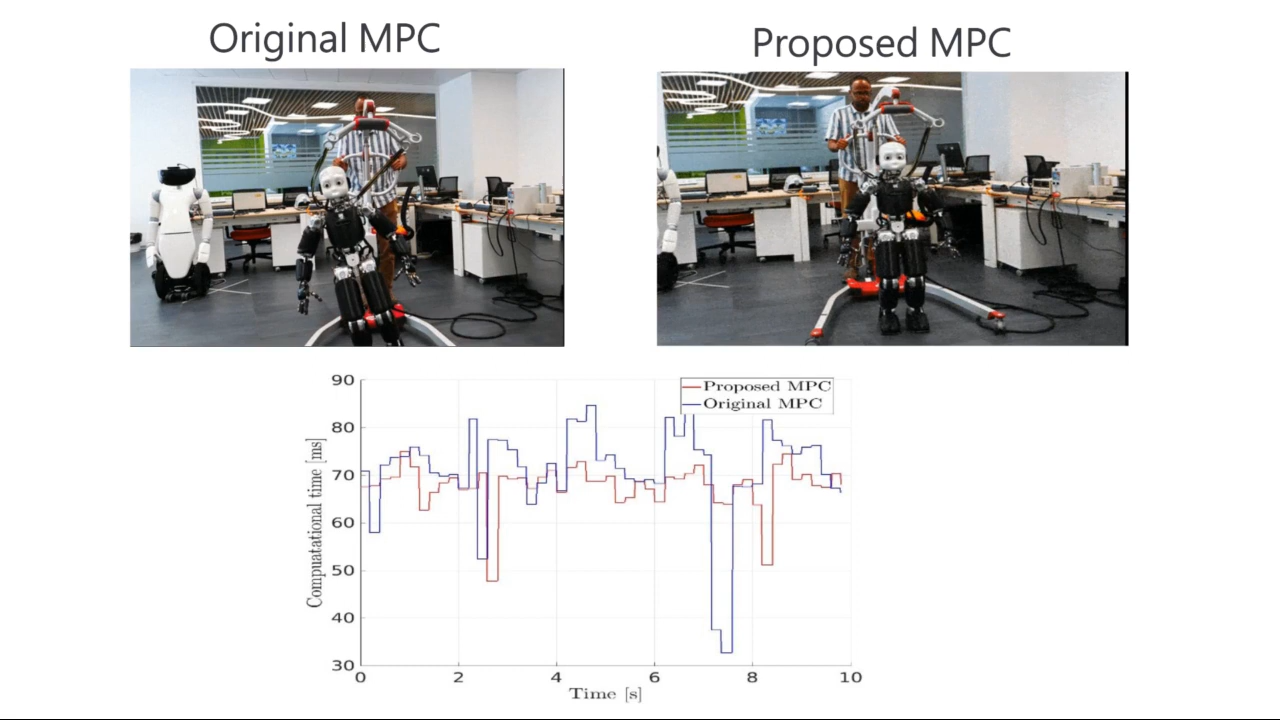 Original MPC
Proposed MPC
90
80
70
60
50
40
30
Compuatational time [ms]
Proposed MPC
Original MPC
0 2 4 6 8 10
Time [s]